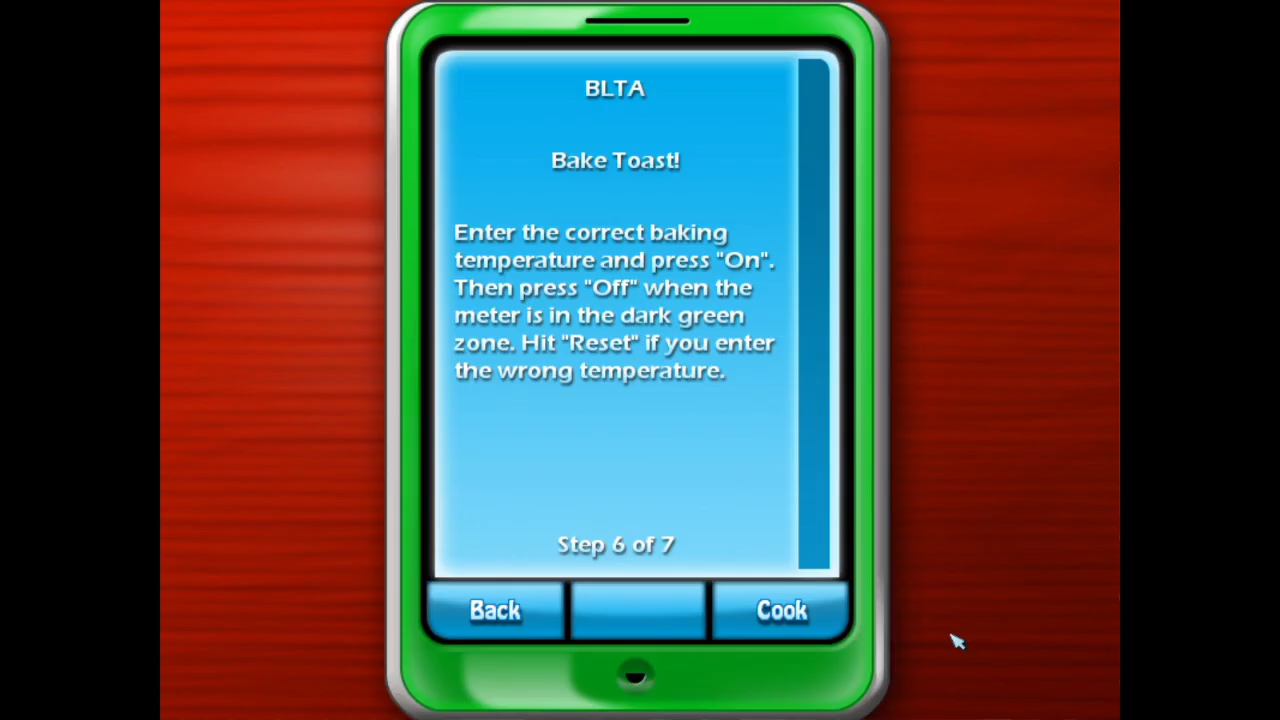 BLTA
Bake Toast!
Enter the correct baking
temperature and press "On".
Then press "Off" when the
meter is in the dark green
zone. Hit "Reset" if you enter
the wrong temperature.
Step 6 of 7
Back
Cook